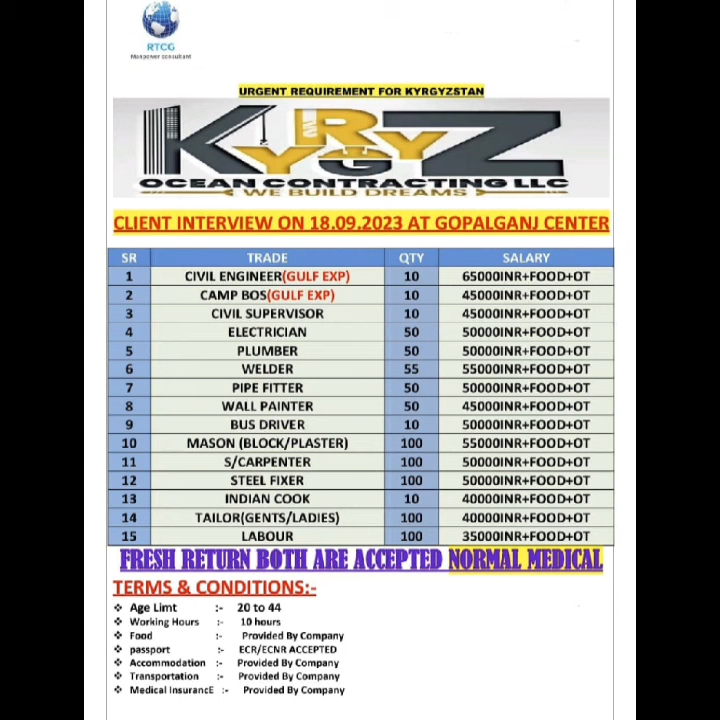 RTCG
Manpower consultant
URGENT REQUIREMENT FOR KYRGYZSTAN
KYRGYZ
OCEAN CONTRACTING LLC
WE BUILD DREAMS
CLIENT INTERVIEW ON 18.09.2023 AT GOPALGANJ CENTER
SR TRADE QTY SALARY
1 CIVIL ENGINEER(GULF EXP) 10 65000INR+FOOD+OT
2 CAMP BOS(GULF EXP) 10 45000INR+FOOD+OT
3 CIVIL SUPERVISOR 10 45000INR+FOOD+OT
4 ELECTRICIAN 50 50000INR+FOOD+OT
5 PLUMBER 50 50000INR+FOOD+OT
6 WELDER 55 55000INR+FOOD+OT
7 PIPE FITTER 50 50000INR+FOOD+OT
8 WALL PAINTER 50 45000INR+FOOD+OT
9 BUS DRIVER 10 50000INR+FOOD+OT
10 MASON (BLOCK/PLASTER) 100 55000INR+FOOD+OT
11 S/CARPENTER 100 50000INR+FOOD+OT
12 STEEL FIXER 100 50000INR+FOOD+OT
13 INDIAN COOK 10 40000INR+FOOD+OT
14 TAILOR(GENTS/LADIES) 100 40000INR+FOOD+OT
15 LABOUR 100 35000INR+FOOD+OT
FRESH RETURN BOTH ARE ACCEPTED NORMAL MEDICAL
TERMS & CONDITIONS:-
❖ Age Limt :- 20 to 44
❖ Working Hours :- 10 hours
❖ Food :- Provided By Company
❖ passport :- ECR/ECNR ACCEPTED
❖ Accommodation :- Provided By Company
❖ Transportation :- Provided By Company
❖ Medical InsurancE :- Provided By Company